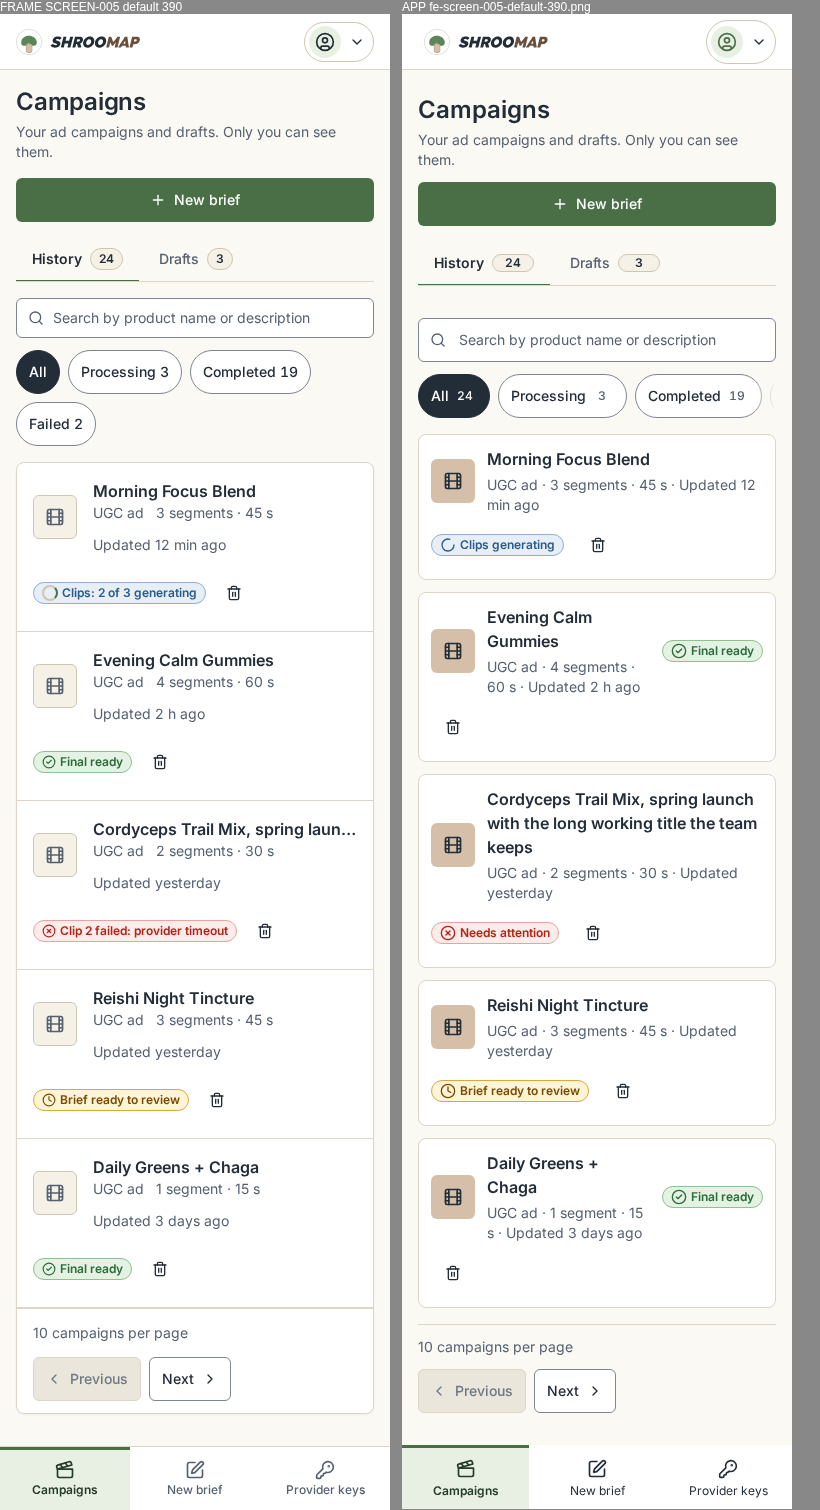 FRAME SCREEN-005 default 390
SHROOMAP
Campaigns
Your ad campaigns and drafts. Only you can see
them.
New brief
History 24 Drafts 3
Search by product name or description
All Processing 3 Completed 19
Failed 2
Morning Focus Blend
UGC ad 3 segments · 45 s
Updated 12 min ago
Clips: 2 of 3 generating
Evening Calm Gummies
UGC ad 4 segments · 60 s
Updated 2 h ago
Final ready
Cordyceps Trail Mix, spring laun...
UGC ad 2 segments · 30 s
Updated yesterday
Clip 2 failed: provider timeout
Reishi Night Tincture
UGC ad 3 segments · 45 s
Updated yesterday
Brief ready to review
Daily Greens + Chaga
UGC ad 1 segment · 15 s
Updated 3 days ago
Final ready
10 campaigns per page
Previous Next
Campaigns New brief Provider keys
APP fe-screen-005-default-390.png
SHROOMAP
Campaigns
Your ad campaigns and drafts. Only you can see
them.
New brief
History 24 Drafts 3
Search by product name or description
All 24 Processing 3 Completed 19
Morning Focus Blend
UGC ad · 3 segments · 45 s · Updated 12
min ago
Clips generating
Evening Calm
Gummies
UGC ad · 4 segments ·
60 s · Updated 2 h ago
Final ready
Cordyceps Trail Mix, spring launch
with the long working title the team
keeps
UGC ad · 2 segments · 30 s · Updated
yesterday
Needs attention
Reishi Night Tincture
UGC ad · 3 segments · 45 s · Updated
yesterday
Brief ready to review
Daily Greens +
Chaga
UGC ad · 1 segment · 15
s · Updated 3 days ago
Final ready
10 campaigns per page
Previous Next
Campaigns New brief Provider keys